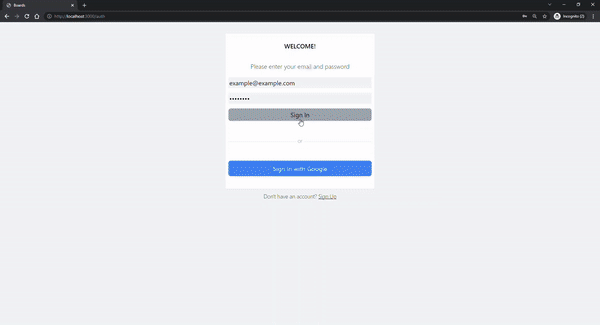 Boards
http://localhost:3000/auth
Incognito (2)
WELCOME!
Please enter your email and password
example@example.com
••••••••
Sign In
or
Sign In with Google
Don't have an account? Sign Up